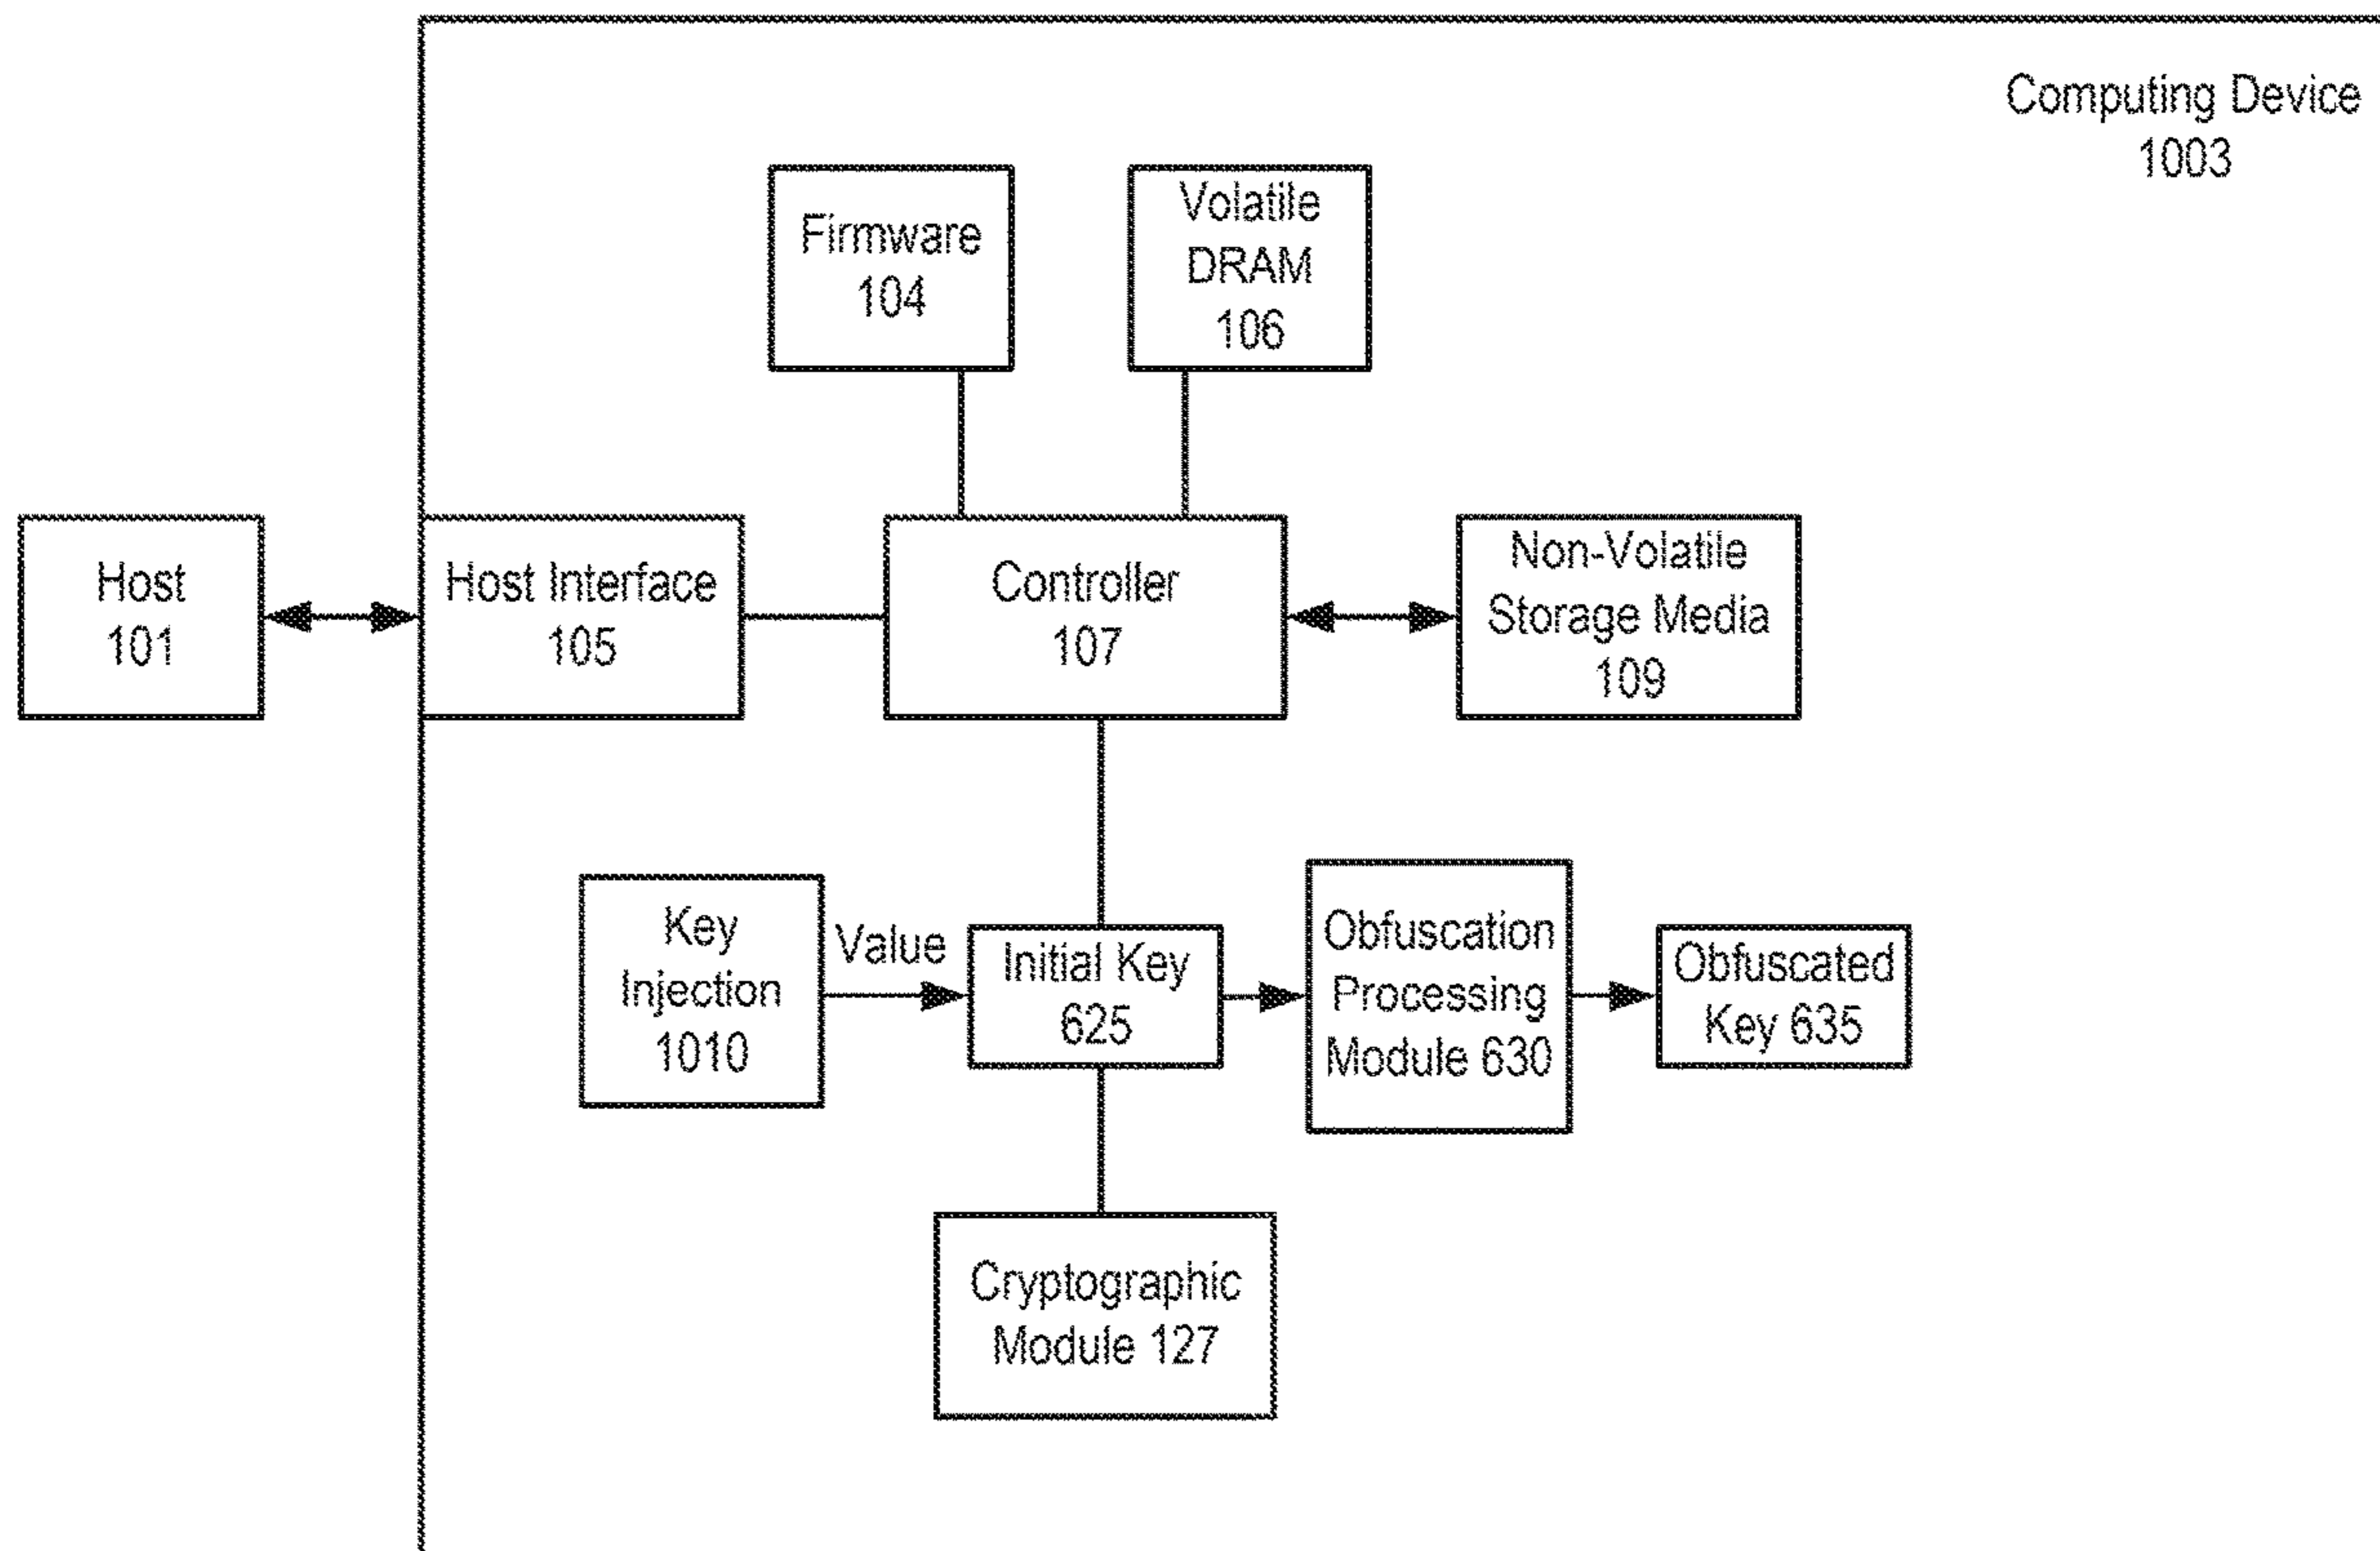 Computing Device
1003
Firmware
104
Volatile
DRAM
106
Host
101
Host Interface
105
Controller
107
Non-Volatile
Storage Media
109
Key
Injection
1010
Value
Initial Key
625
Obfuscation
Processing
Module 630
Obfuscated
Key 635
Cryptographic
Module 127